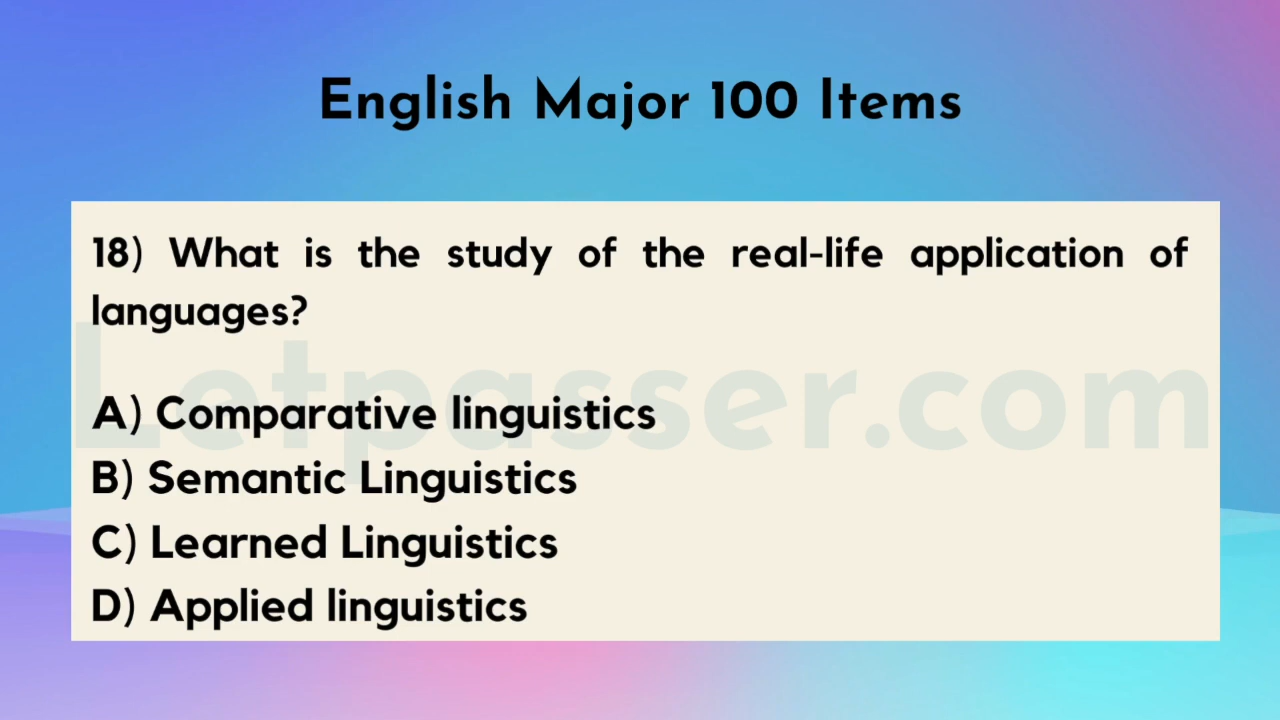 English Major 100 Items
18) What is the study of the real-life application of
languages?
Letpasser.com
A) Comparative linguistics
B) Semantic Linguistics
C) Learned Linguistics
D) Applied linguistics